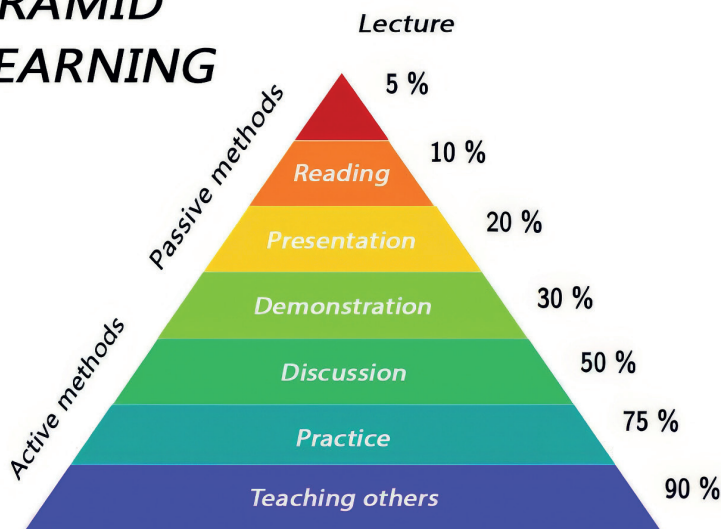 RAMID
EARNING
Lecture
5 %
10 %
Reading
20 %
Presentation
Passive methods
30 %
Demonstration
50 %
Discussion
75 %
Practice
Active methods
90 %
Teaching others